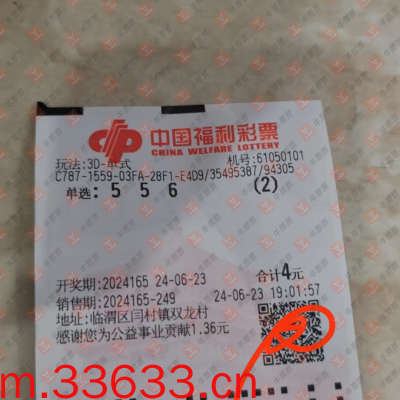 中国福利彩票
CHINA WELFARE LOTTERY
玩法:3D-单式 机号:61050101
C787-1559-03FA-28F1-E4D9/35495387/94305
单选: 5 5 6 (2)
开奖期:2024165 24-06-23 合计4元
销售期:2024165-249 24-06-23 19:01:57
地址:临渭区闫村镇双龙村
感谢您为公益事业贡献1.36元
m.33633.cn